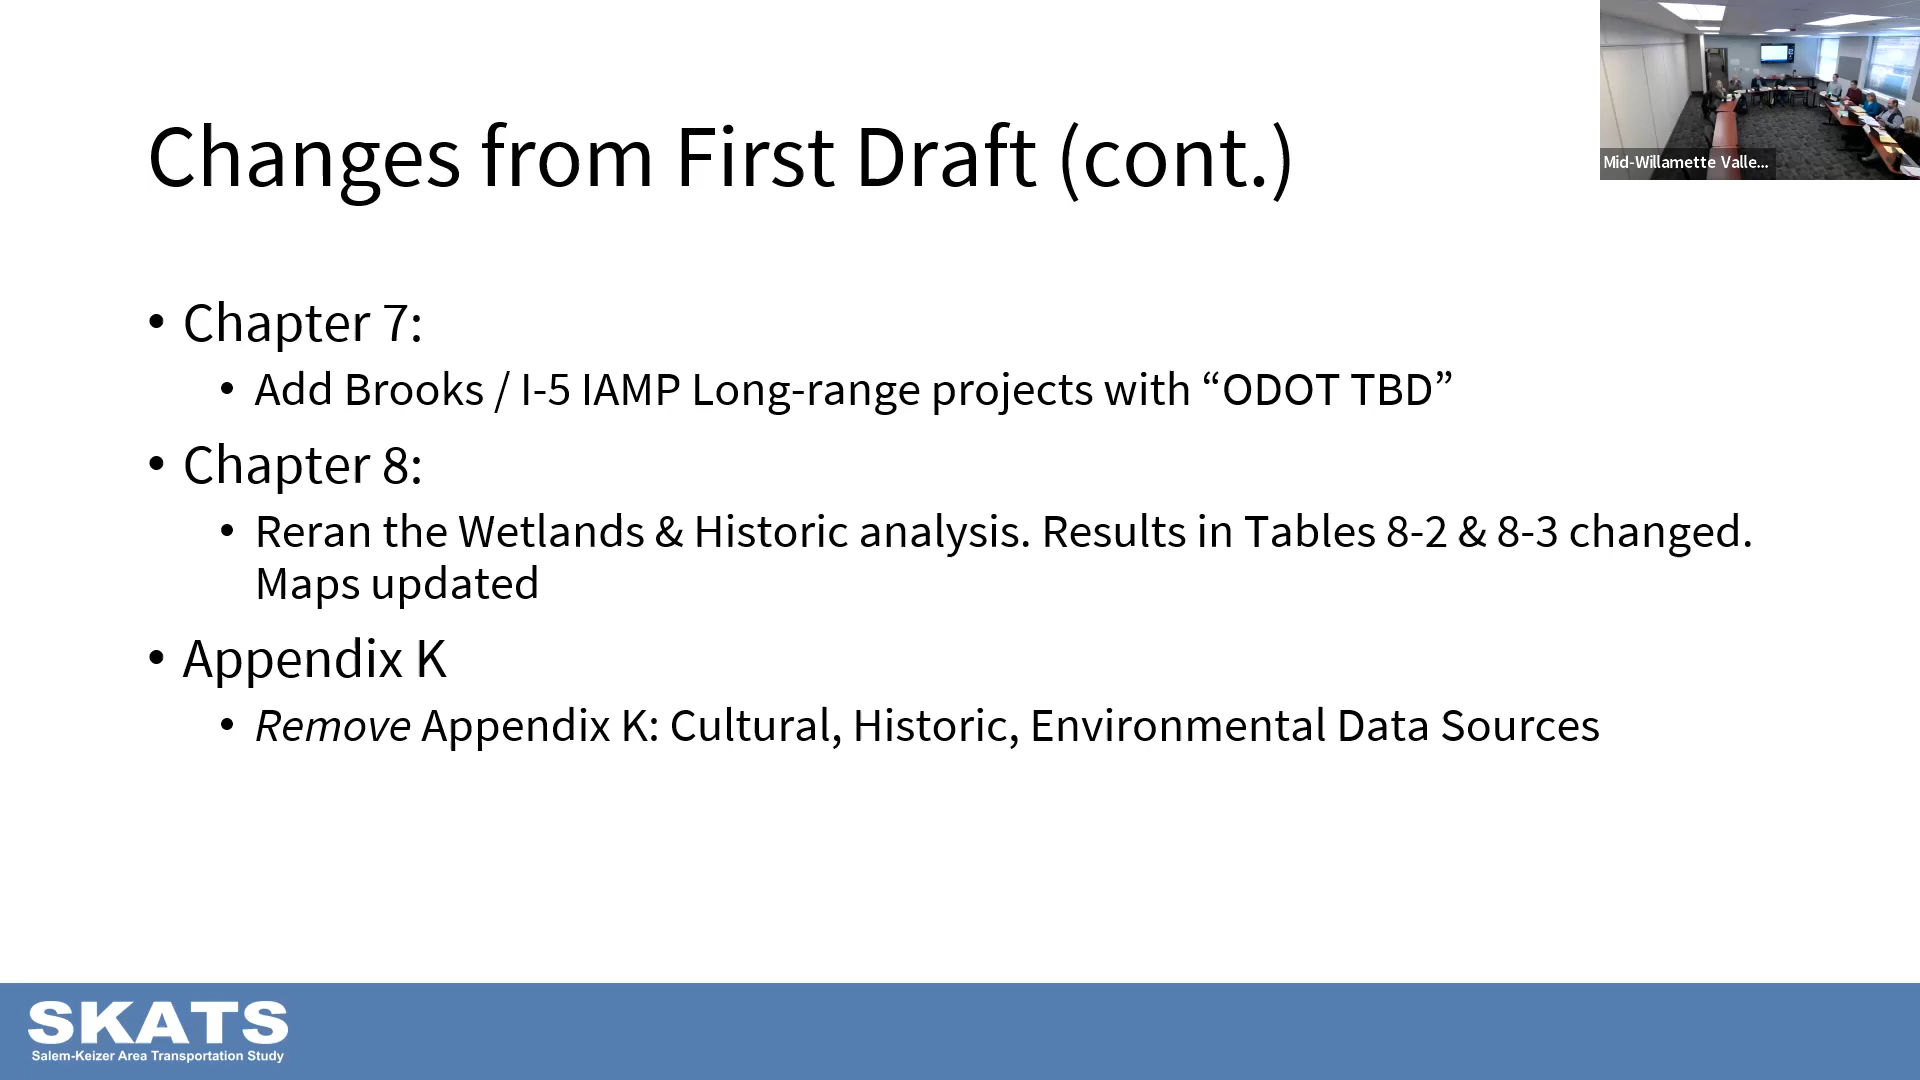 Changes from First Draft (cont.)
Mid-Willamette Valle...
• Chapter 7:
• Add Brooks / I-5 IAMP Long-range projects with “ODOT TBD”
• Chapter 8:
• Reran the Wetlands & Historic analysis. Results in Tables 8-2 & 8-3 changed.
Maps updated
• Appendix K
• Remove Appendix K: Cultural, Historic, Environmental Data Sources
SKATS
Salem-Keizer Area Transportation Study